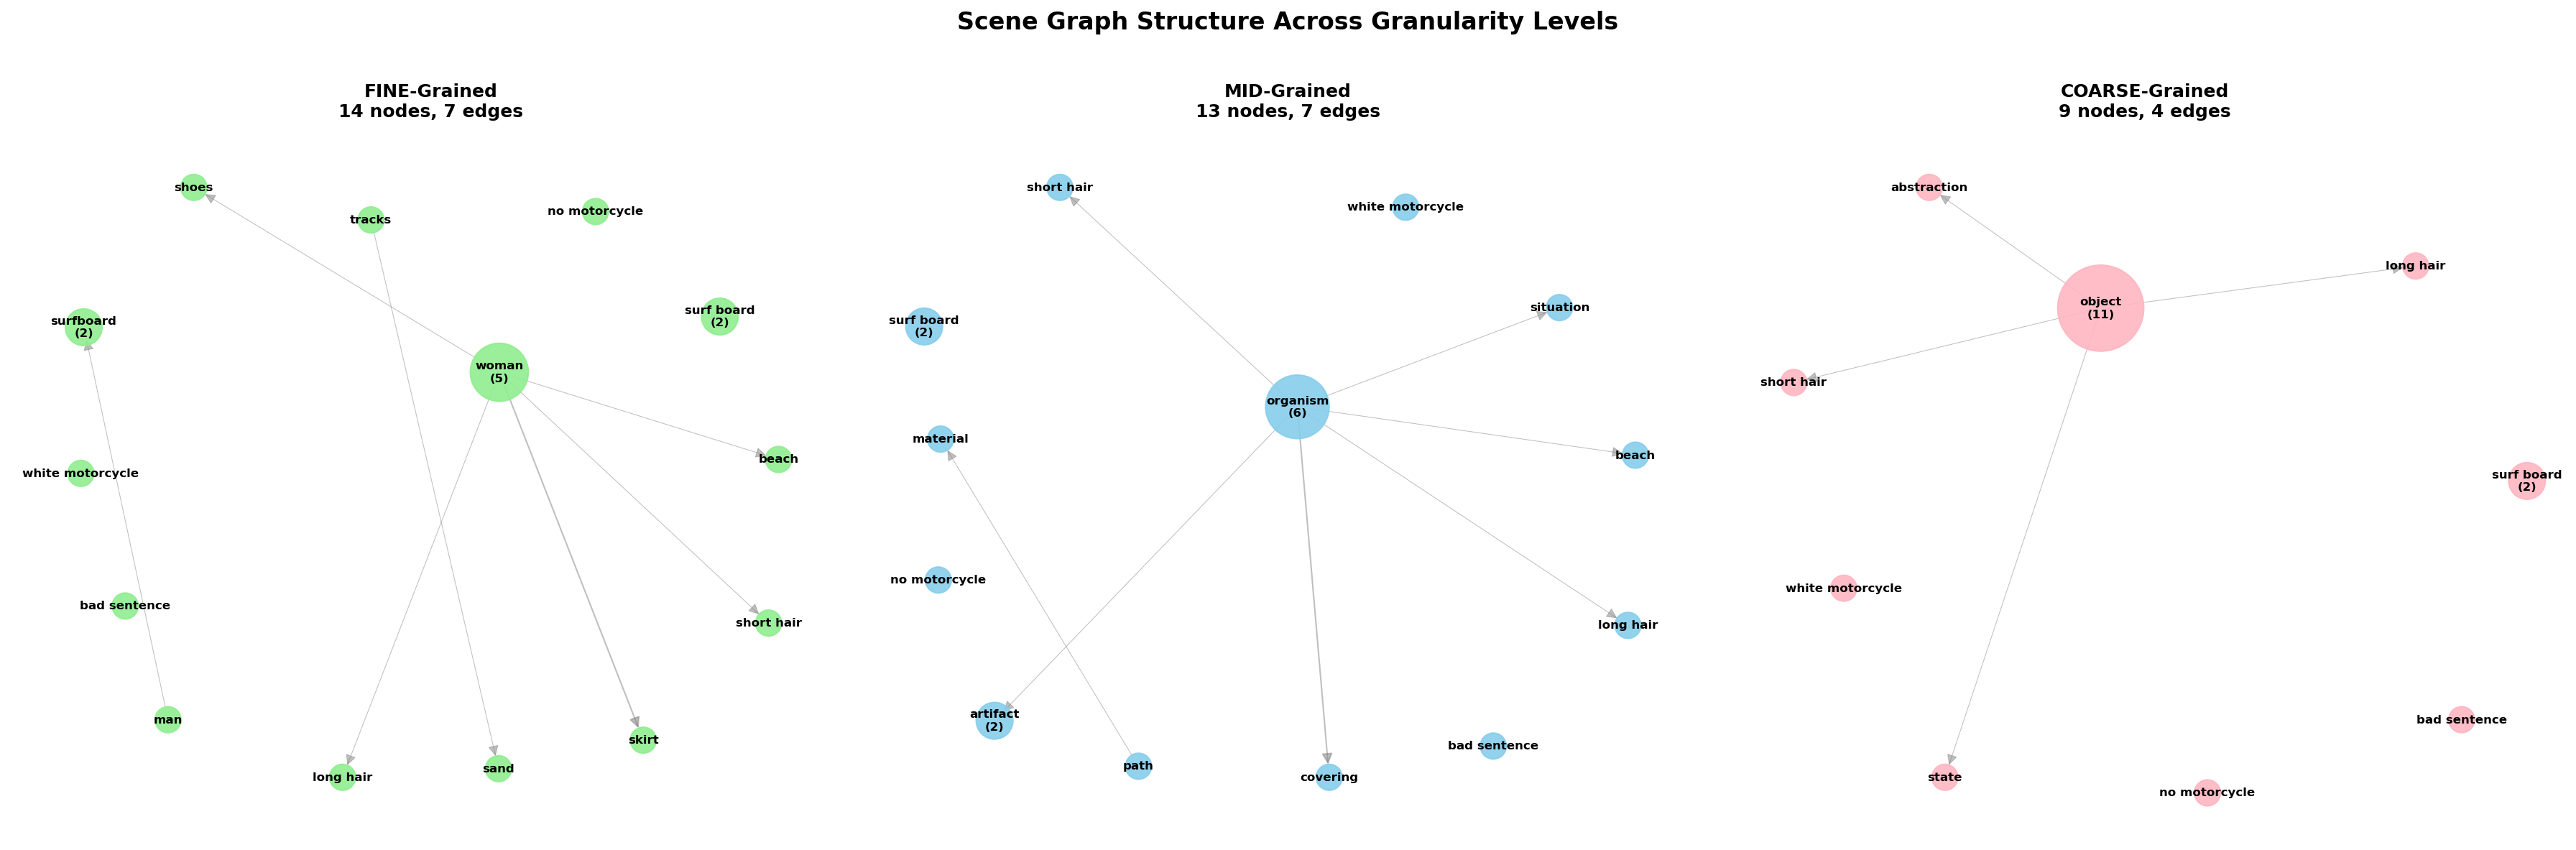 Scene Graph Structure Across Granularity Levels
FINE-Grained
14 nodes, 7 edges
shoes
tracks
no motorcycle
surfboard
(2)
surf board
(2)
woman
(5)
white motorcycle
beach
bad sentence
short hair
man
skirt
long hair
sand
MID-Grained
13 nodes, 7 edges
short hair
white motorcycle
situation
surf board
(2)
organism
(6)
material
beach
no motorcycle
long hair
artifact
(2)
bad sentence
path
covering
COARSE-Grained
9 nodes, 4 edges
abstraction
long hair
object
(11)
short hair
surf board
(2)
white motorcycle
bad sentence
state
no motorcycle